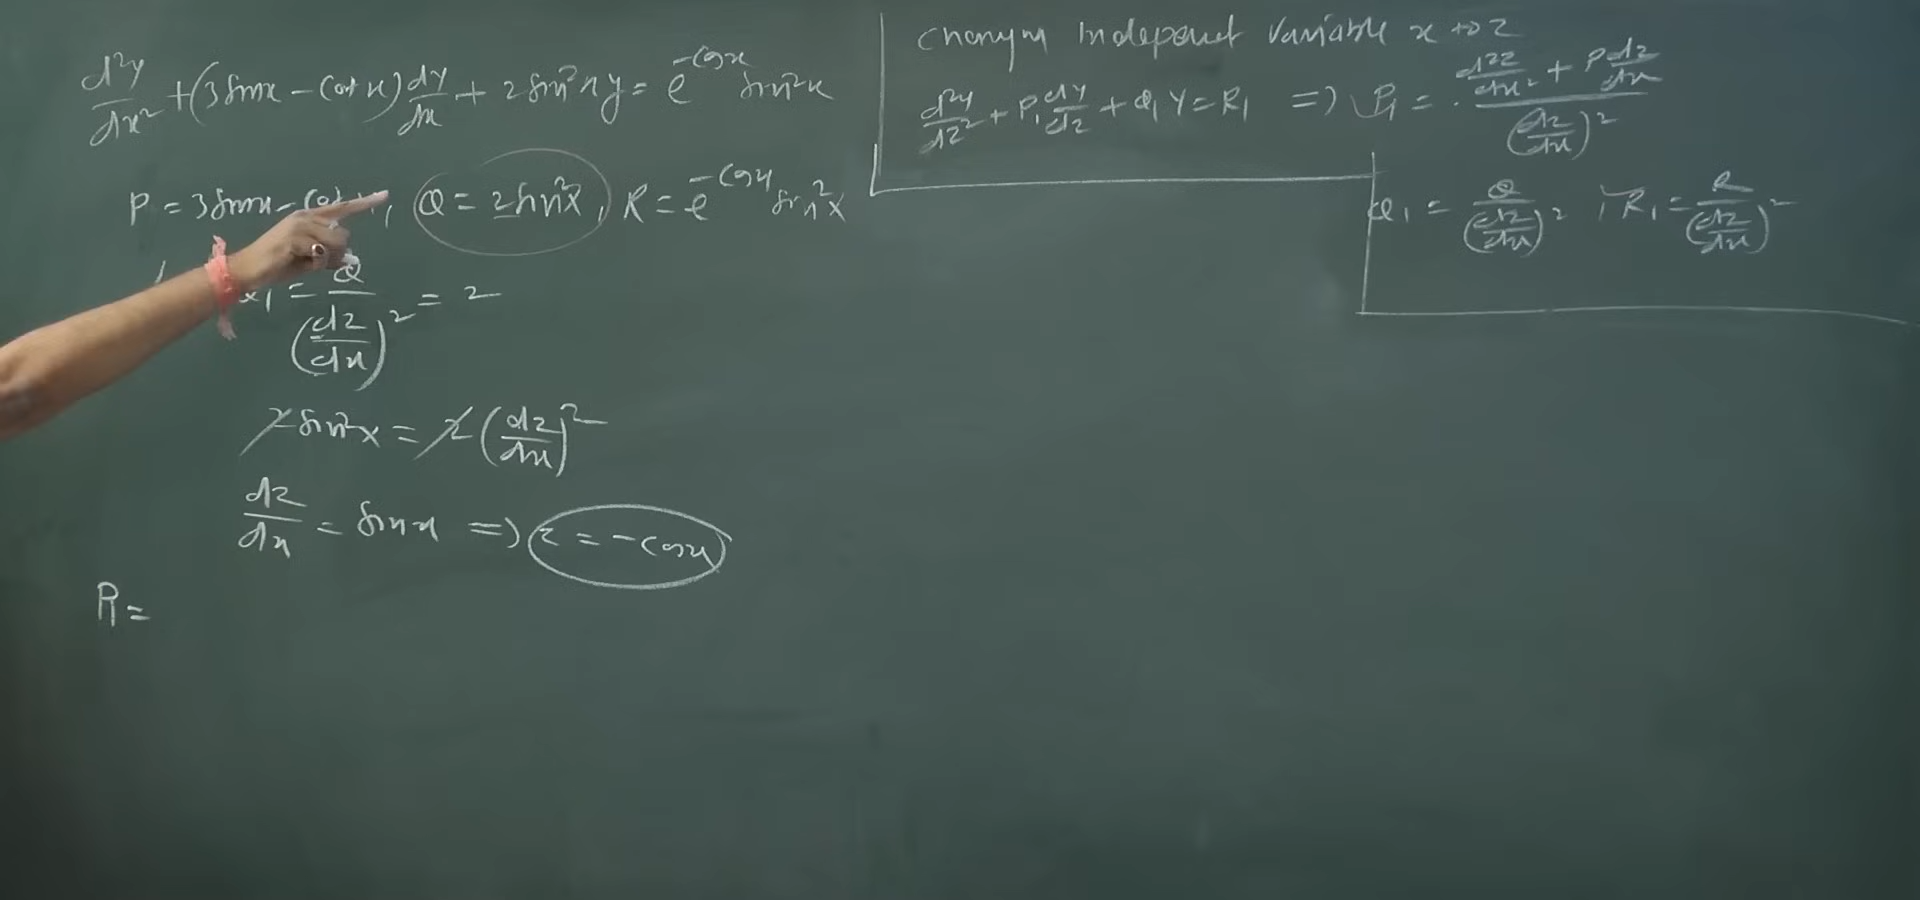 d²y/dx² + (3 sinx - cot x) dy/dx + 2 sin²x y = e^(-cosx) sin²x
P = 3 sinx - cot x, Q = 2 sin²x, R = e^(-cosx) sin²x
Q/(dz/dx)² = 2
2 sin²x = 2 (dz/dx)²
dz/dx = sin x => z = -cosx
P₁ =
Changing Independent Variable x to z
d²y/dz² + P₁ dy/dz + Q₁ y = R₁ => P₁ = (d²z/dx² + P dz/dx)/(dz/dx)²
Q₁ = Q/(dz/dx)², R₁ = R/(dz/dx)²